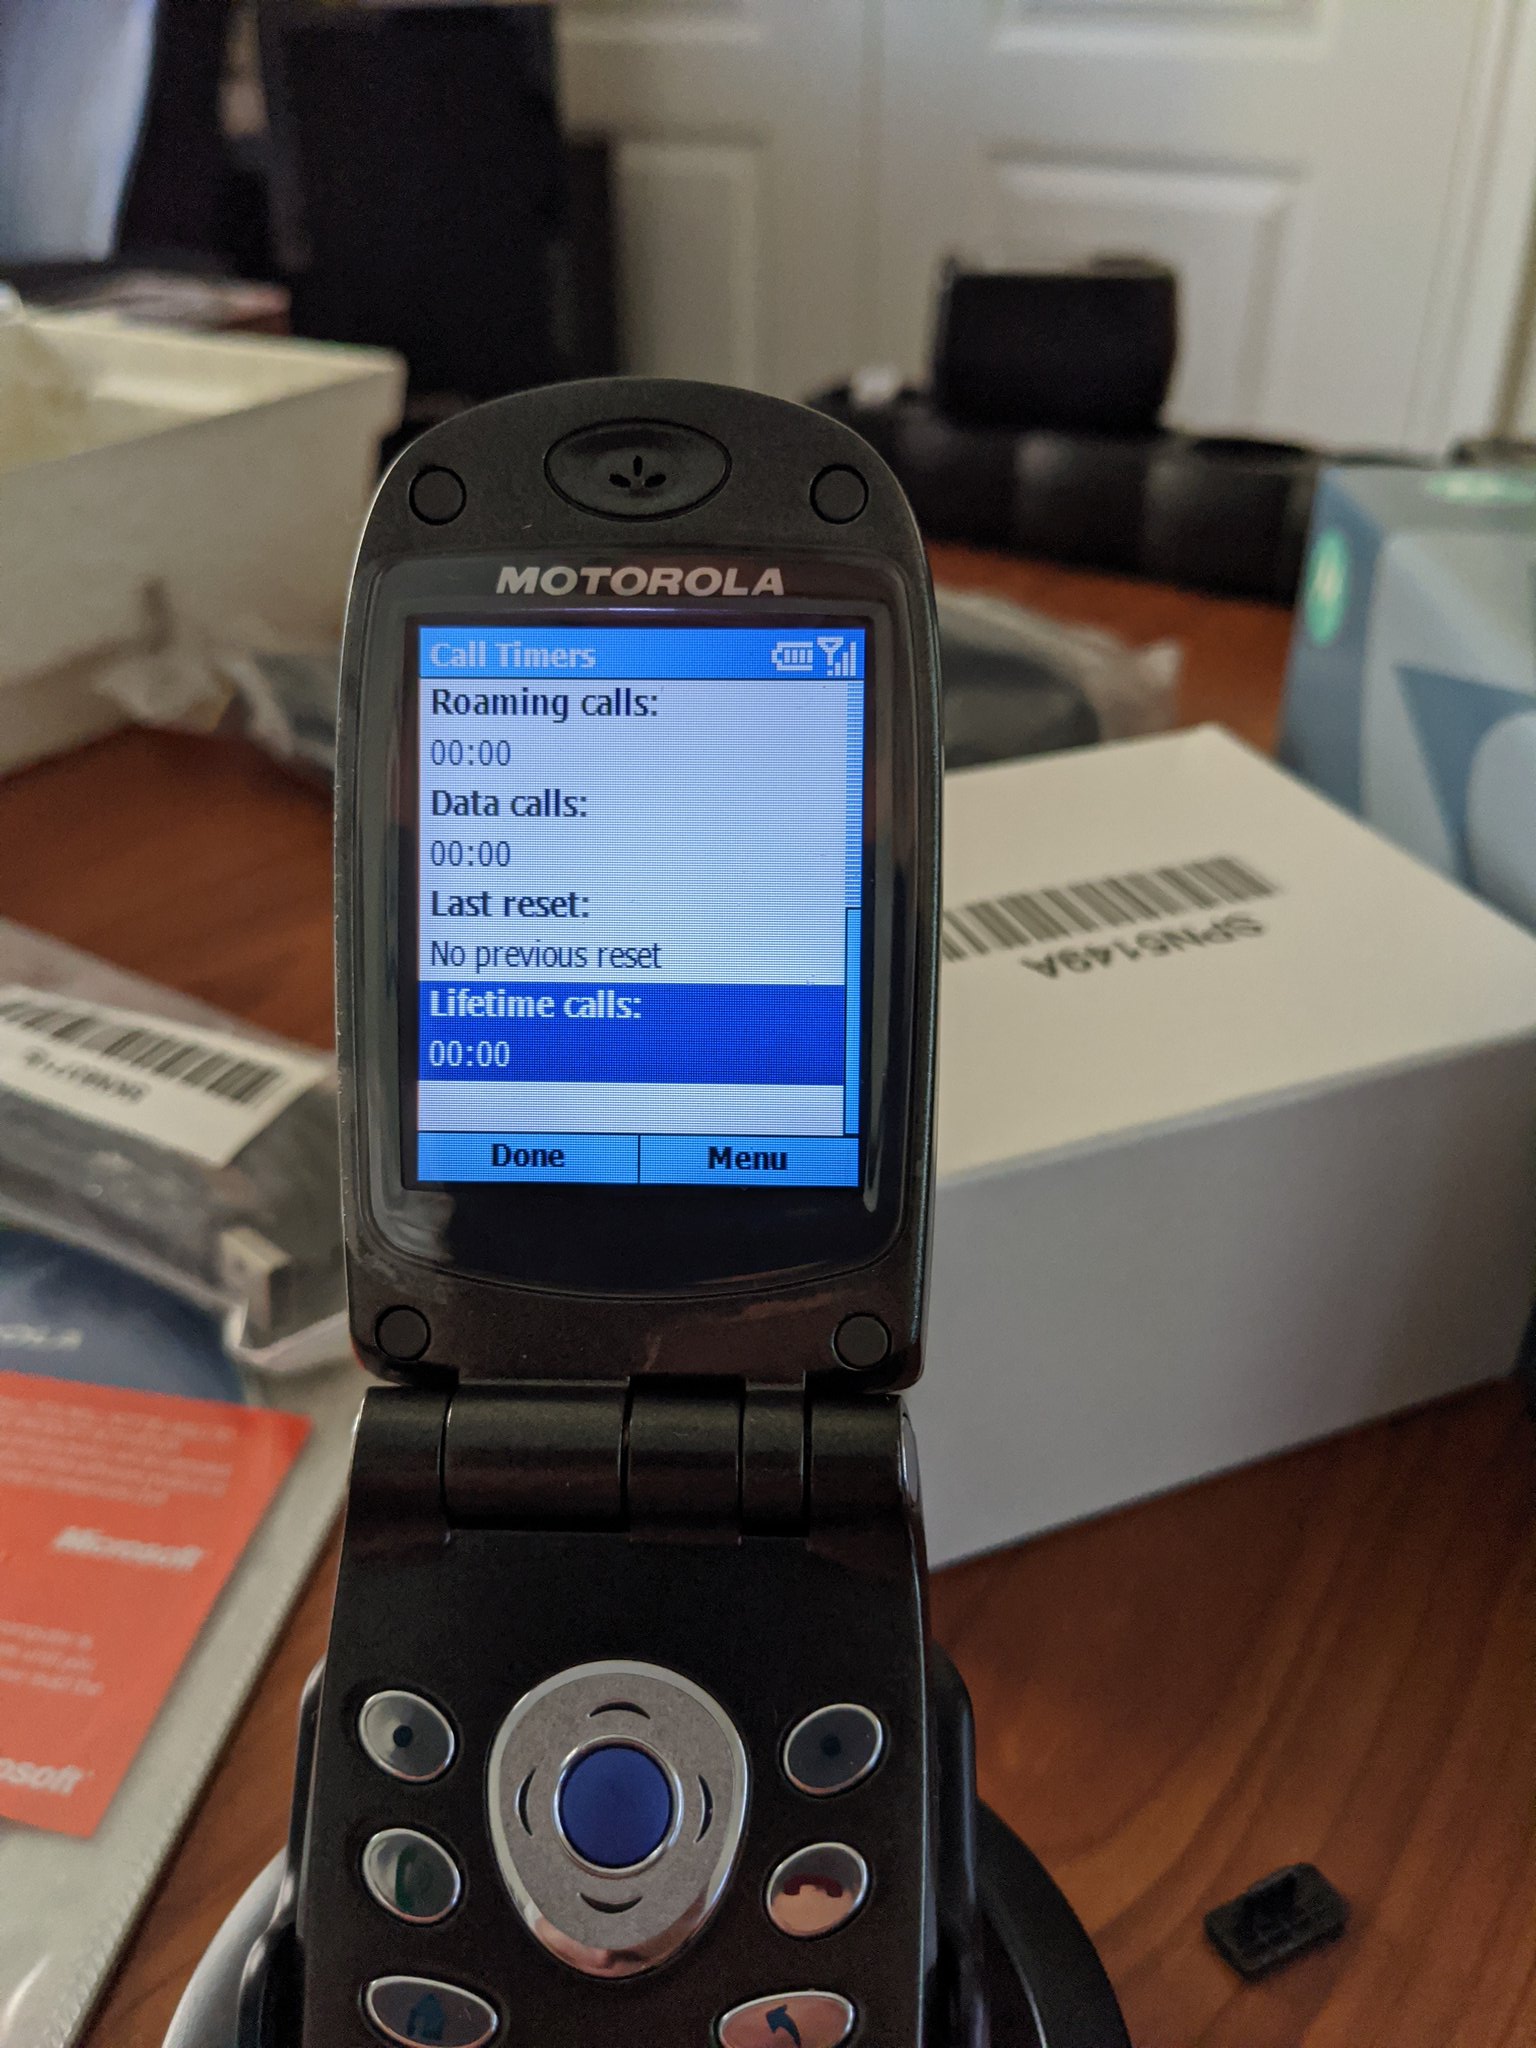 MOTOROLA
Call Timers
Roaming calls:
00:00
Data calls:
00:00
Last reset:
No previous reset
Lifetime calls:
00:00
Done
Menu
SPN5149A
Microsoft
osoft